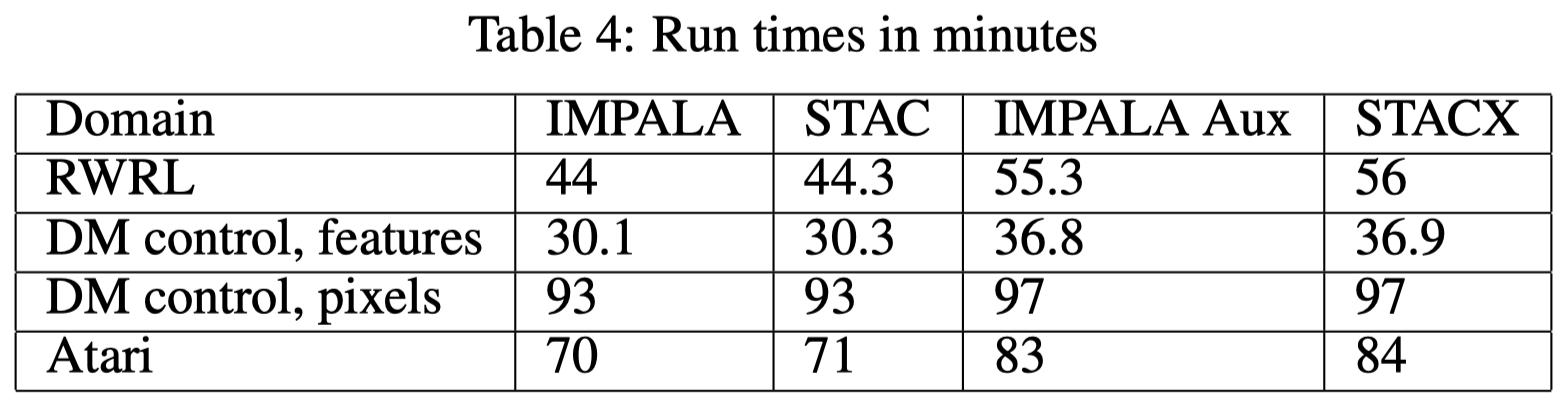 Table 4: Run times in minutes
Domain IMPALA STAC IMPALA Aux STACX
RWRL 44 44.3 55.3 56
DM control, features 30.1 30.3 36.8 36.9
DM control, pixels 93 93 97 97
Atari 70 71 83 84